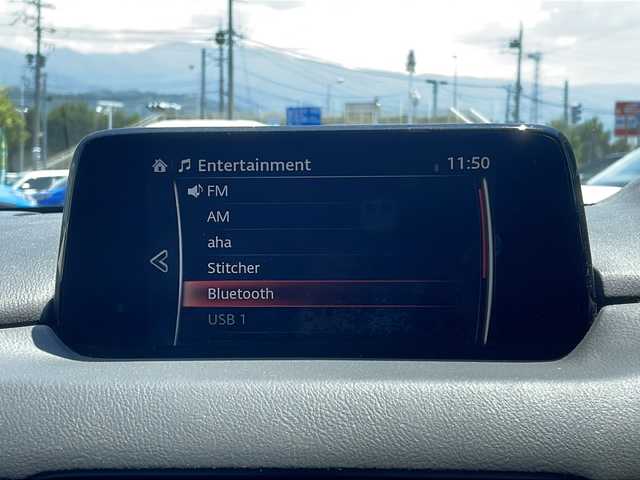 Entertainment 11:50
FM
AM
aha
Stitcher
Bluetooth
USB 1